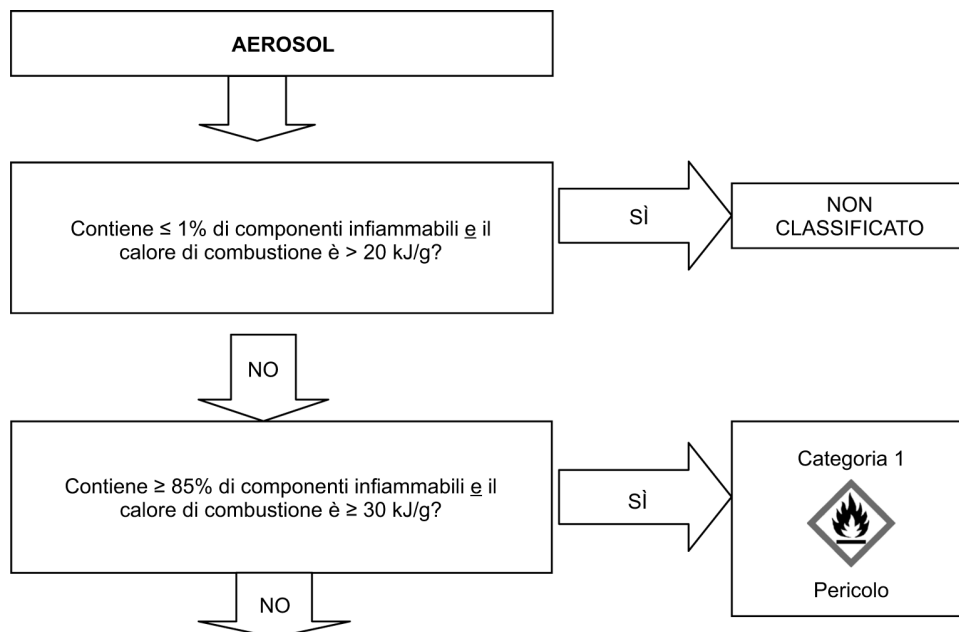 AEROSOL
Contiene ≤ 1% di componenti infiammabili e il
calore di combustione è > 20 kJ/g?
SÌ
NON
CLASSIFICATO
NO
Contiene ≥ 85% di componenti infiammabili e il
calore di combustione è ≥ 30 kJ/g?
SÌ
Categoria 1
Pericolo
NO